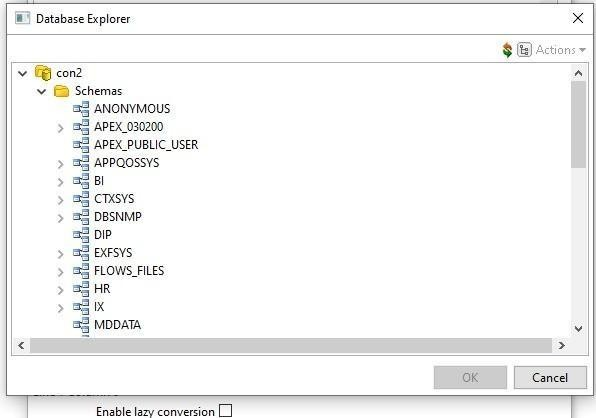 Database Explorer
Actions
con2
Schemas
ANONYMOUS
APEX_030200
APEX_PUBLIC_USER
APPQOSSYS
BI
CTXSYS
DBSNMP
DIP
EXFSYS
FLOWS_FILES
HR
IX
MDDATA
OK
Cancel
Enable lazy conversion